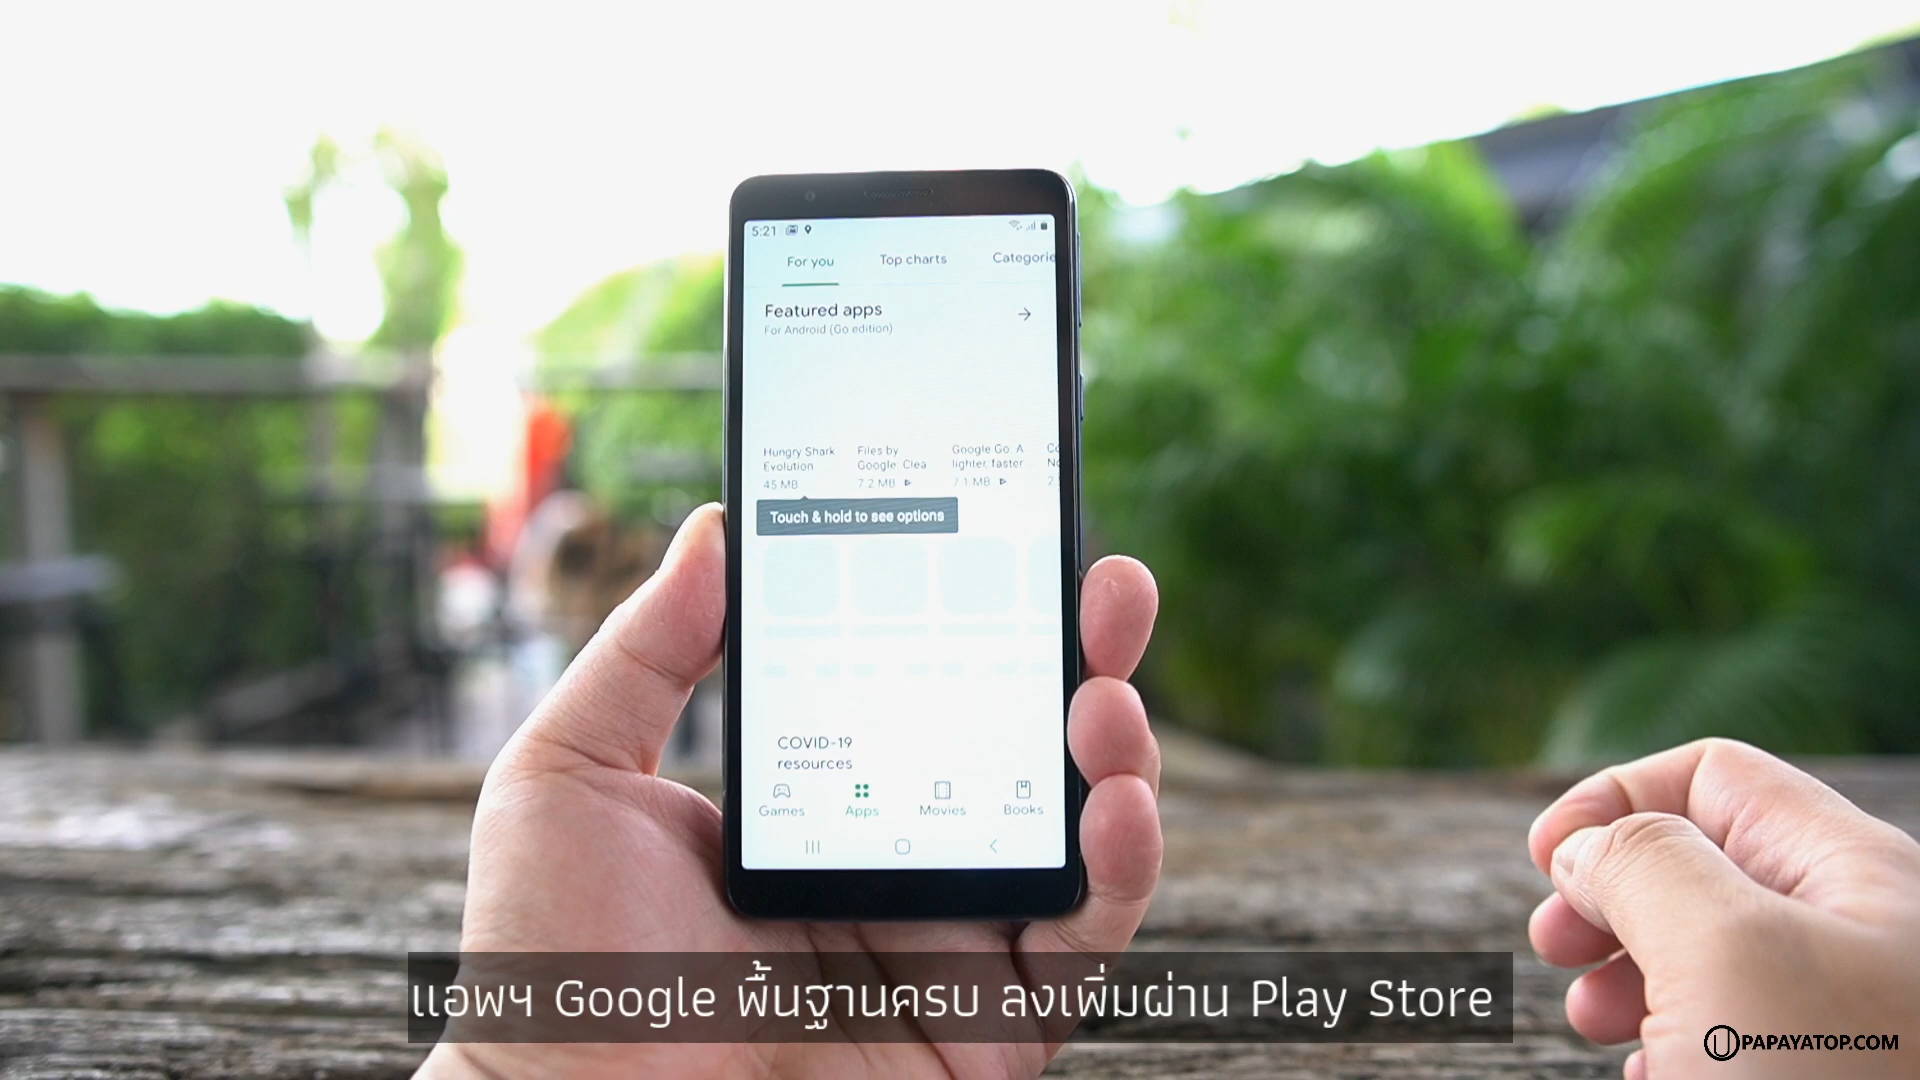 5:21
For you Top charts Categorie
Featured apps
For Android (Go edition)
Hungry Shark Files by Google Go: A
Evolution Google: Clea lighter, faster...
45 MB 7.2 MB 7.1 MB
Touch & hold to see options
COVID-19
resources
Games Apps Movies Books
แอพฯ Google พื้นฐานครบ ลงเพิ่มผ่าน Play Store
PAPAYATOP.COM